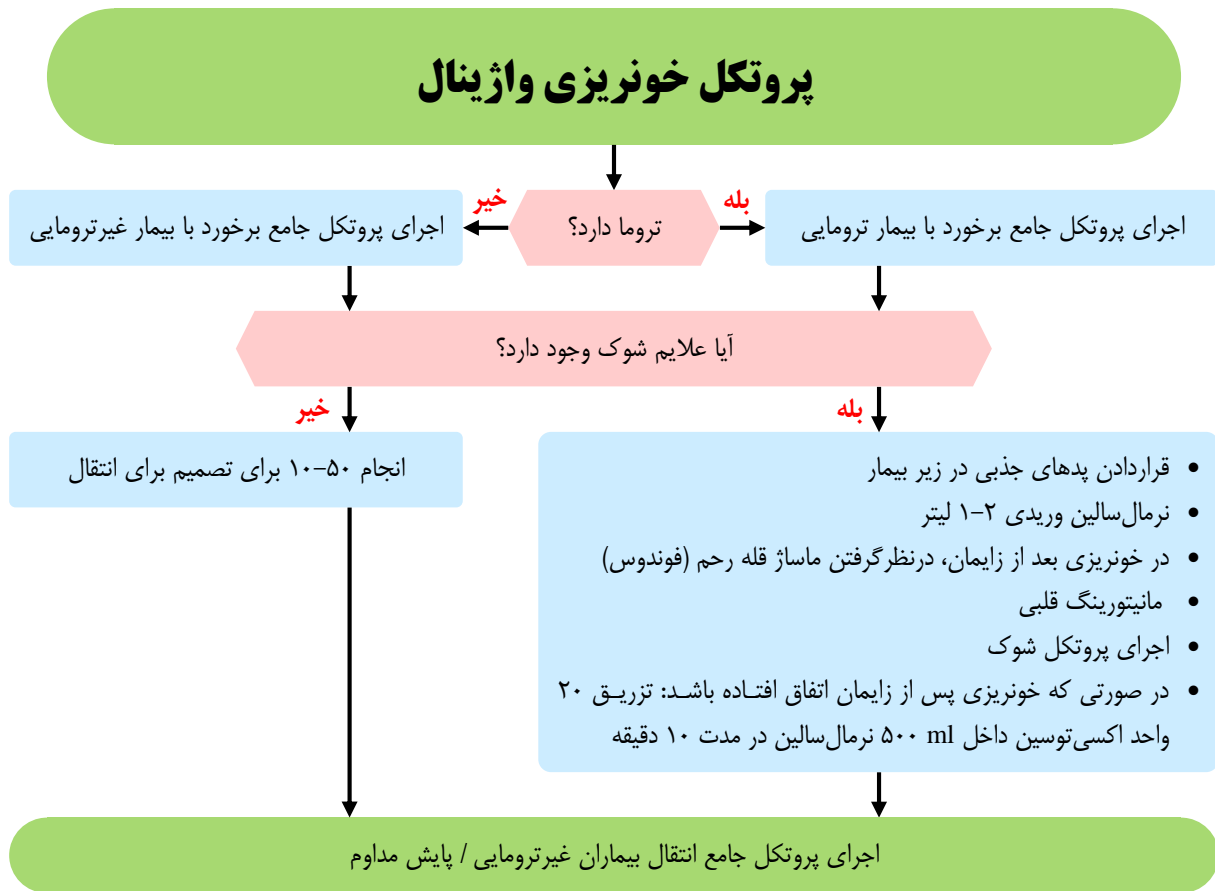 پروتکل خونریزی واژینال
بله
خیر
اجرای پروتکل جامع برخورد با بیمار ترومایی
تروما دارد؟
اجرای پروتکل جامع برخورد با بیمار غیرترومایی
آیا علایم شوک وجود دارد؟
بله
خیر
• قراردادن پدهای جذبی در زیر بیمار
• نرمال‌سالین وریدی ۲–۱ لیتر
• در خونریزی بعد از زایمان، درنظرگرفتن ماساژ قله رحم (فوندوس)
• مانیتورینگ قلبی
• اجرای پروتکل شوک
• در صورتی که خونریزی پس از زایمان اتفاق افتـاده باشـد: تزریـق ۲۰
واحد اکسی‌توسین داخل ۵۰۰ ml نرمال‌سالین در مدت ۱۰ دقیقه
انجام ۵۰–۱۰ برای تصمیم برای انتقال
اجرای پروتکل جامع انتقال بیماران غیرترومایی / پایش مداوم